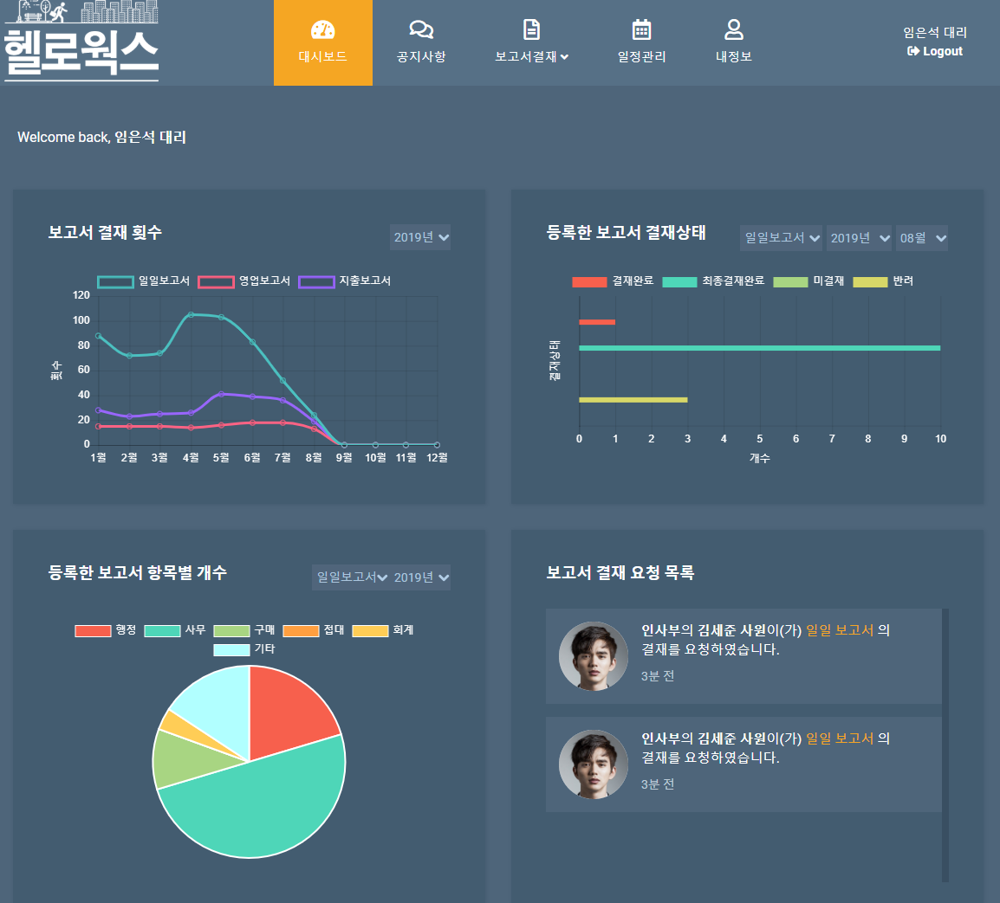 헬로웍스
대시보드
공지사항
보고서결재
일정관리
내정보
임은석 대리
Logout
Welcome back, 임은석 대리
보고서 결재 횟수
2019년
일일보고서 영업보고서 지출보고서
횟수
120
100
80
60
40
20
0
1월 2월 3월 4월 5월 6월 7월 8월 9월 10월 11월 12월
등록한 보고서 결재상태
일일보고서 2019년 08월
결재완료 최종결재완료 미결재 반려
결재상태
0 1 2 3 4 5 6 7 8 9 10
개수
등록한 보고서 항목별 개수
일일보고서 2019년
행정 사무 구매 접대 회계
기타
보고서 결재 요청 목록
인사부의 김세준 사원이(가) 일일 보고서 의
결재를 요청하였습니다.
3분 전
인사부의 김세준 사원이(가) 일일 보고서 의
결재를 요청하였습니다.
3분 전